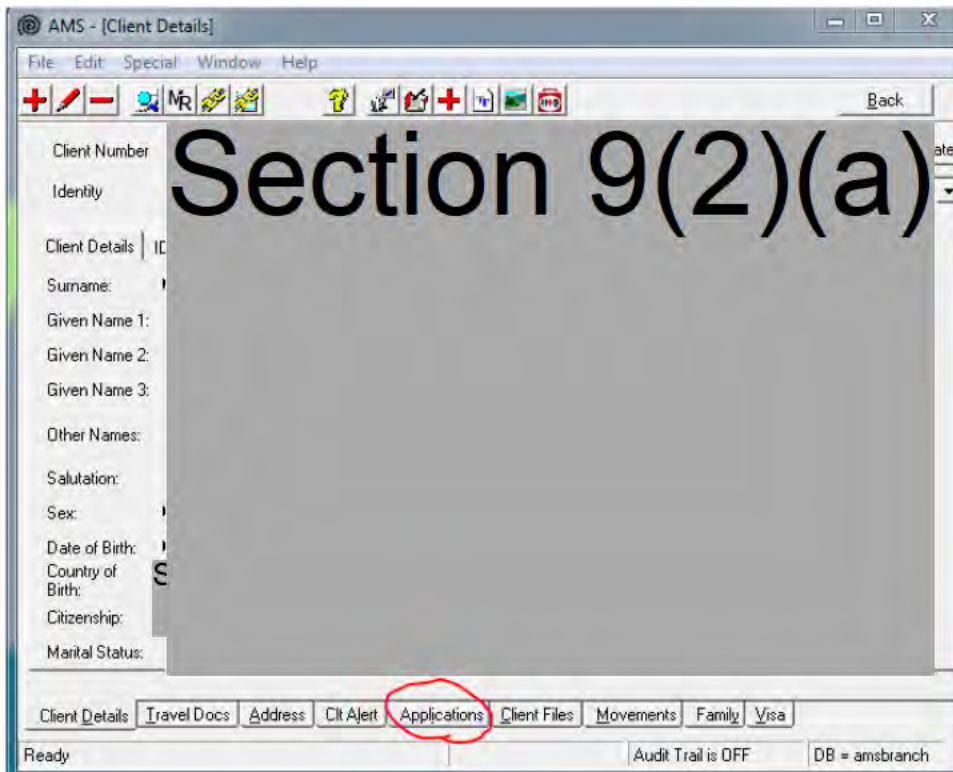 AMS - [Client Details]
File Edit Special Window Help
MR Back
Client Number
Section 9(2)(a)
Identity
Client Details
Surname:
Given Name 1:
Given Name 2:
Given Name 3:
Other Names:
Salutation:
Sex:
Date of Birth:
Country of
Birth:
S
Citizenship:
Marital Status:
Client Details Travel Docs Address Clt Alert Applications Client Files Movements Family Visa
Ready Audit Trail is OFF DB = amsbranch